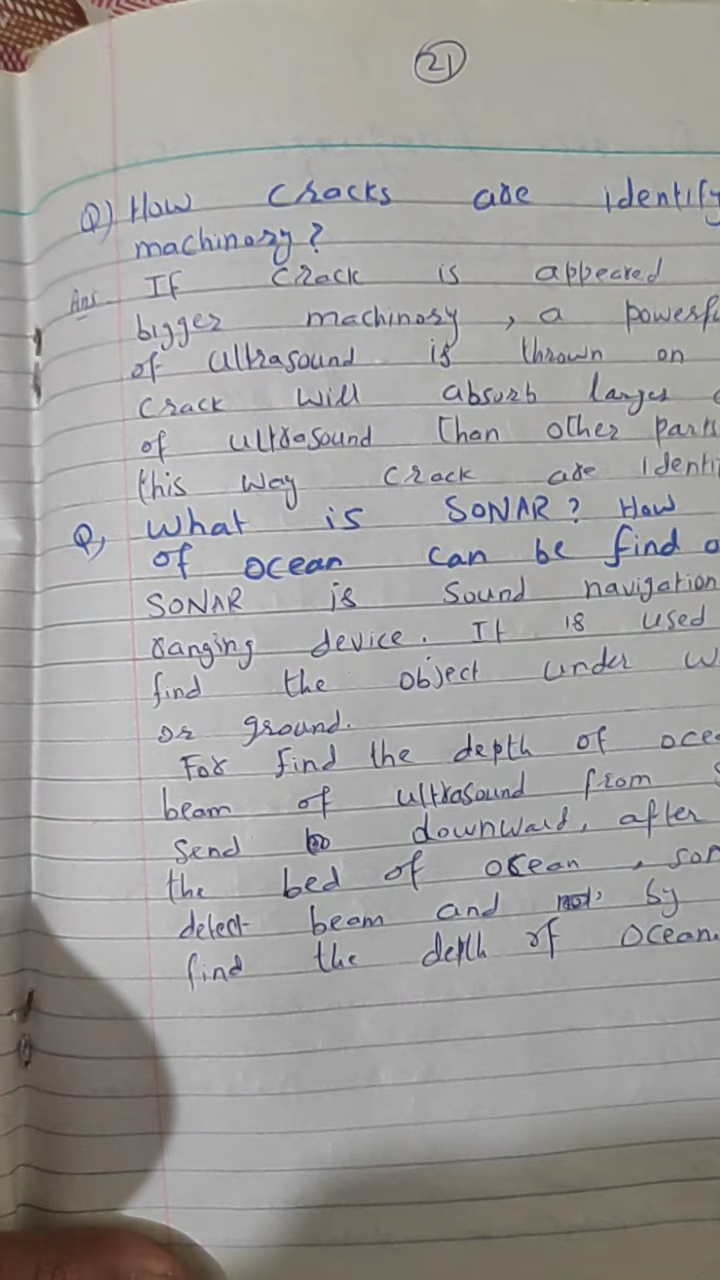 21
Q) How cracks are identify
machinory?
Ans If crack is appeared
bigger machinory, a powerf
of ultrasound is thrown on
crack will absorb larges
of ultrasound than other parts
this way crack are identi
Q, What is SONAR? How
of ocean can be find o
SONAR is sound navigation
ranging device. It is used
find the object under w
or ground.
For find the depth of oce
beam of ultrasound from s
send downward, after
the bed of ocean, son
detect beam and by
find the depth of ocean.